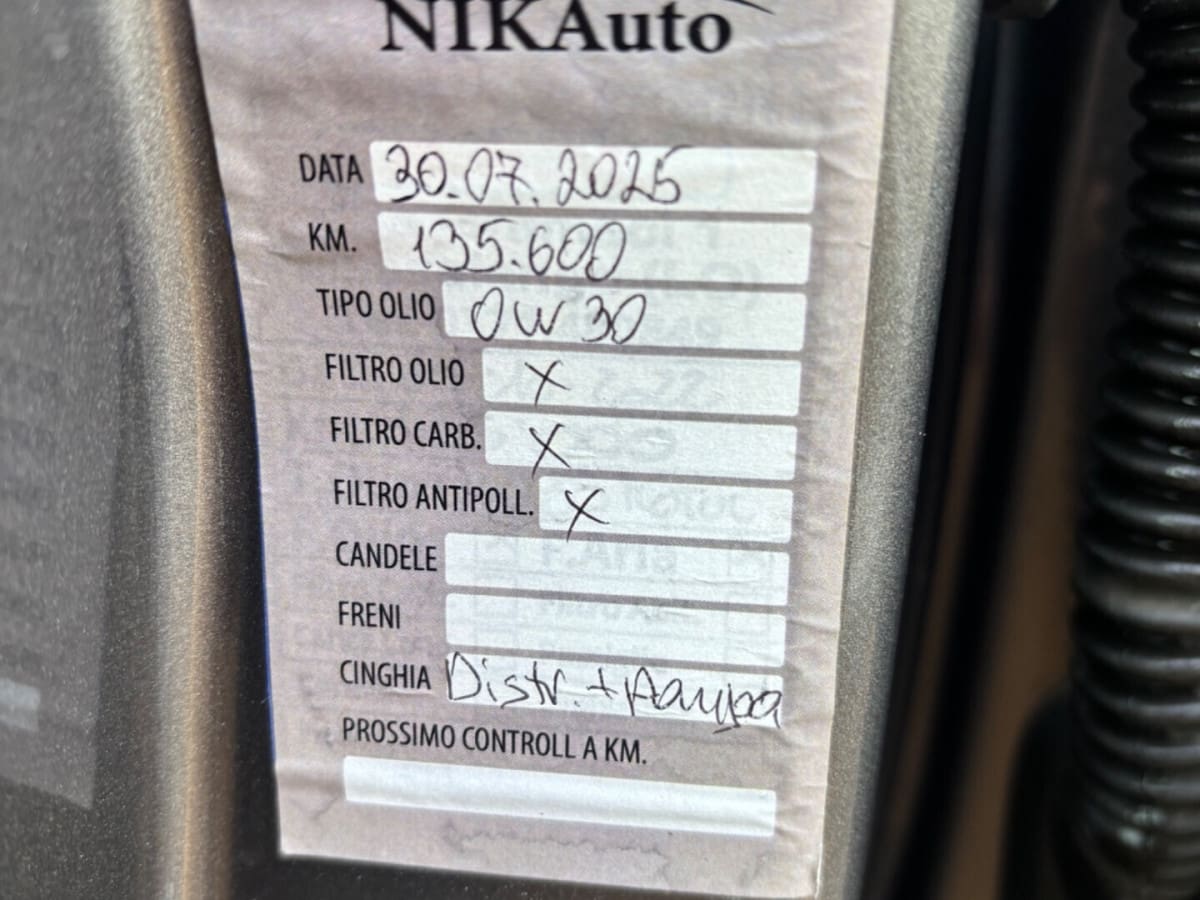 NIKAuto
DATA 30.07.2025
KM. 135.600
TIPO OLIO 0W30
FILTRO OLIO X
FILTRO CARB. X
FILTRO ANTIPOLL. X
CANDELE
FRENI
CINGHIA Distr. + Pompa
PROSSIMO CONTROLL A KM.